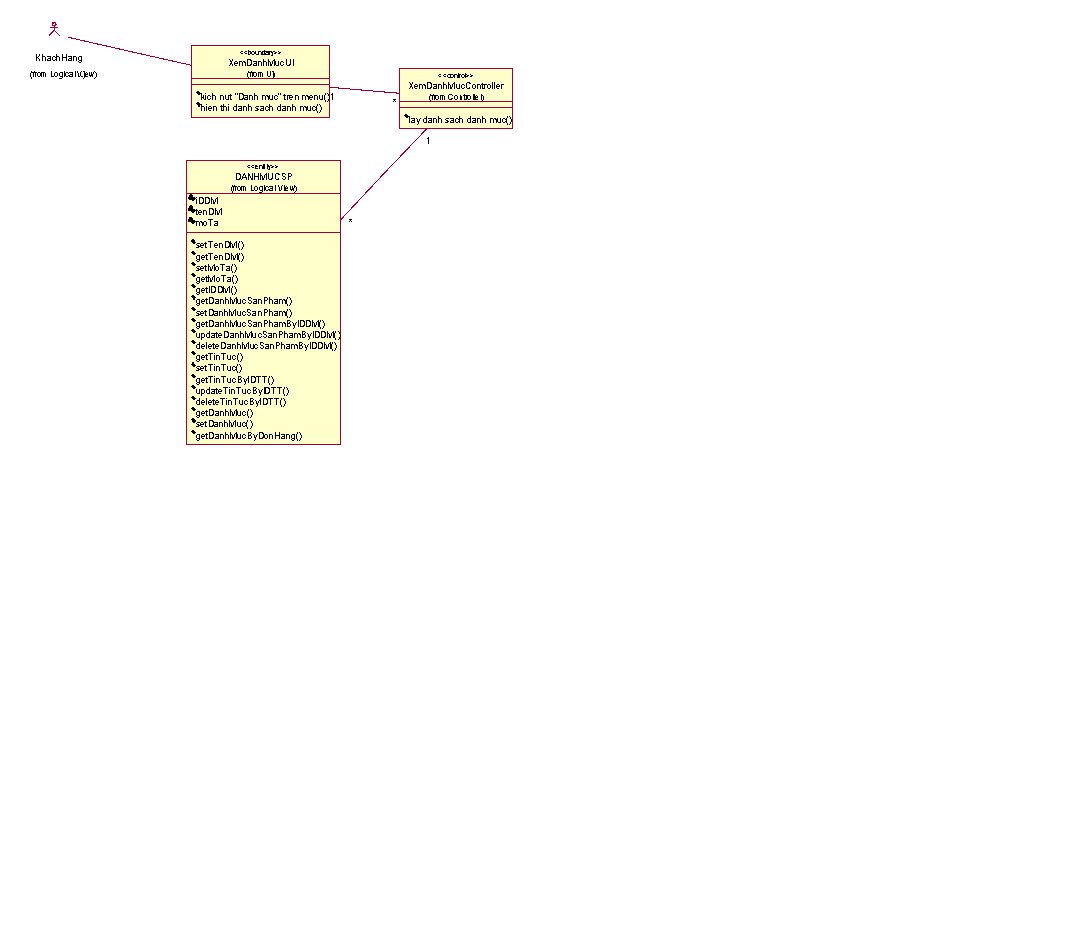 KhachHang
(from Logical View)
<<boundary>>
XemDanhMucUI
(from UI)
kich nut "Danh muc" tren menu()
hien thi danh sach danh muc()
1
*
<<control>>
XemDanhMucController
(from Controller)
lay danh sach danh muc()
1
*
<<entity>>
DANHMUCSP
(from Logical View)
iDDM
tenDM
moTa
setTenDM()
getTenDM()
setMoTa()
getMoTa()
getIDDM()
getDanhMucSanPham()
setDanhMucSanPham()
getDanhMucSanPhamByIDDM()
updateDanhMucSanPhamByIDDM()
deleteDanhMucSanPhamByIDDM()
getTinTuc()
setTinTuc()
getTinTucByIDTT()
updateTinTucByIDTT()
deleteTinTucByIDTT()
getDanhMuc()
setDanhMuc()
getDanhMucByDonHang()